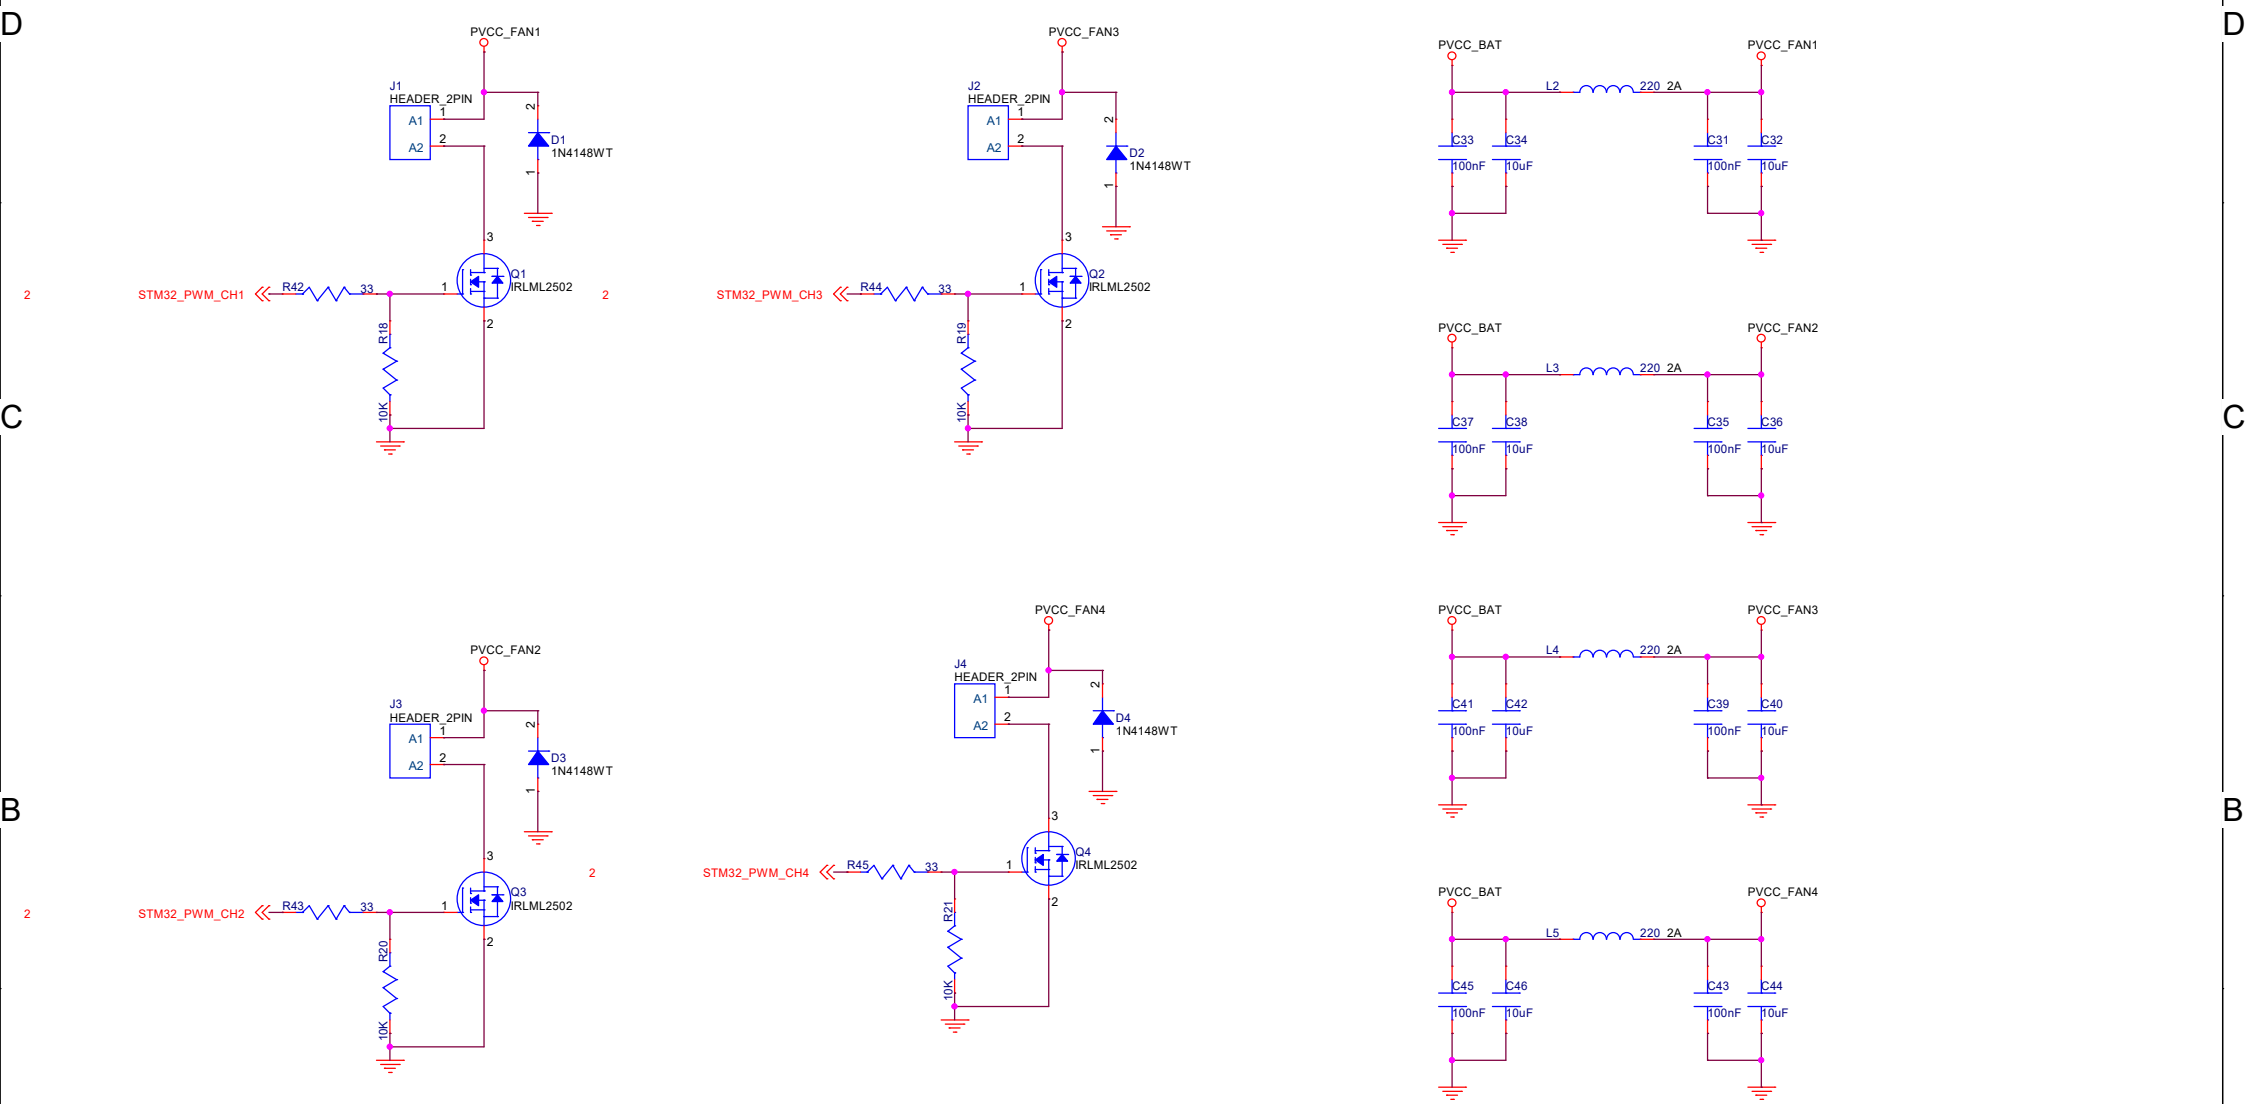 D
D
PVCC_FAN1
J1
HEADER_2PIN
A1
1
A2
2
2
D1
1N4148WT
1
3
Q1
IRLML2502
1
2
2
STM32_PWM_CH1
R42
33
R18
10K
PVCC_FAN3
J2
HEADER_2PIN
A1
1
A2
2
2
D2
1N4148WT
1
3
Q2
IRLML2502
1
2
2
STM32_PWM_CH3
R44
33
R19
10K
PVCC_BAT
PVCC_FAN1
L2
220 2A
C33
100nF
C34
10uF
C31
100nF
C32
10uF
PVCC_BAT
PVCC_FAN2
L3
220 2A
C37
100nF
C38
10uF
C35
100nF
C36
10uF
C
C
PVCC_FAN2
J3
HEADER_2PIN
A1
1
A2
2
2
D3
1N4148WT
1
3
Q3
IRLML2502
1
2
2
STM32_PWM_CH2
R43
33
R20
10K
PVCC_FAN4
J4
HEADER_2PIN
A1
1
A2
2
2
D4
1N4148WT
1
3
Q4
IRLML2502
1
2
2
STM32_PWM_CH4
R45
33
R21
10K
PVCC_BAT
PVCC_FAN3
L4
220 2A
C41
100nF
C42
10uF
C39
100nF
C40
10uF
B
B
PVCC_BAT
PVCC_FAN4
L5
220 2A
C45
100nF
C46
10uF
C43
100nF
C44
10uF